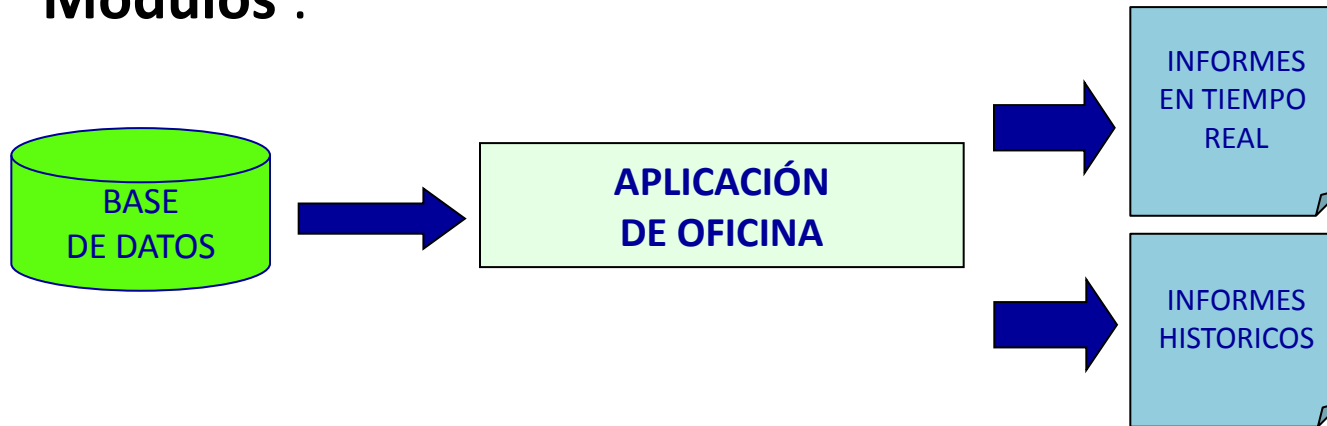 Módulos :
BASE
DE DATOS
APLICACIÓN
DE OFICINA
INFORMES
EN TIEMPO
REAL
INFORMES
HISTORICOS